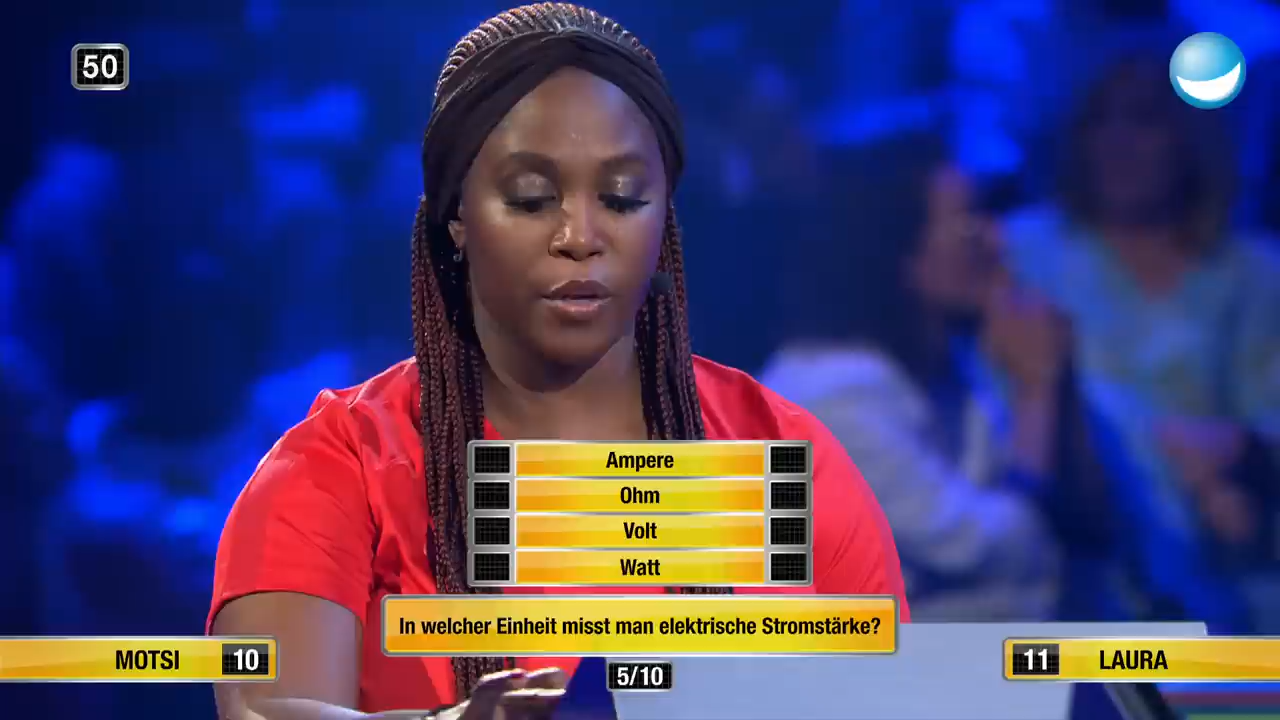 50
Ampere
Ohm
Volt
Watt
In welcher Einheit misst man elektrische Stromstärke?
MOTSI 10
11 LAURA
5/10